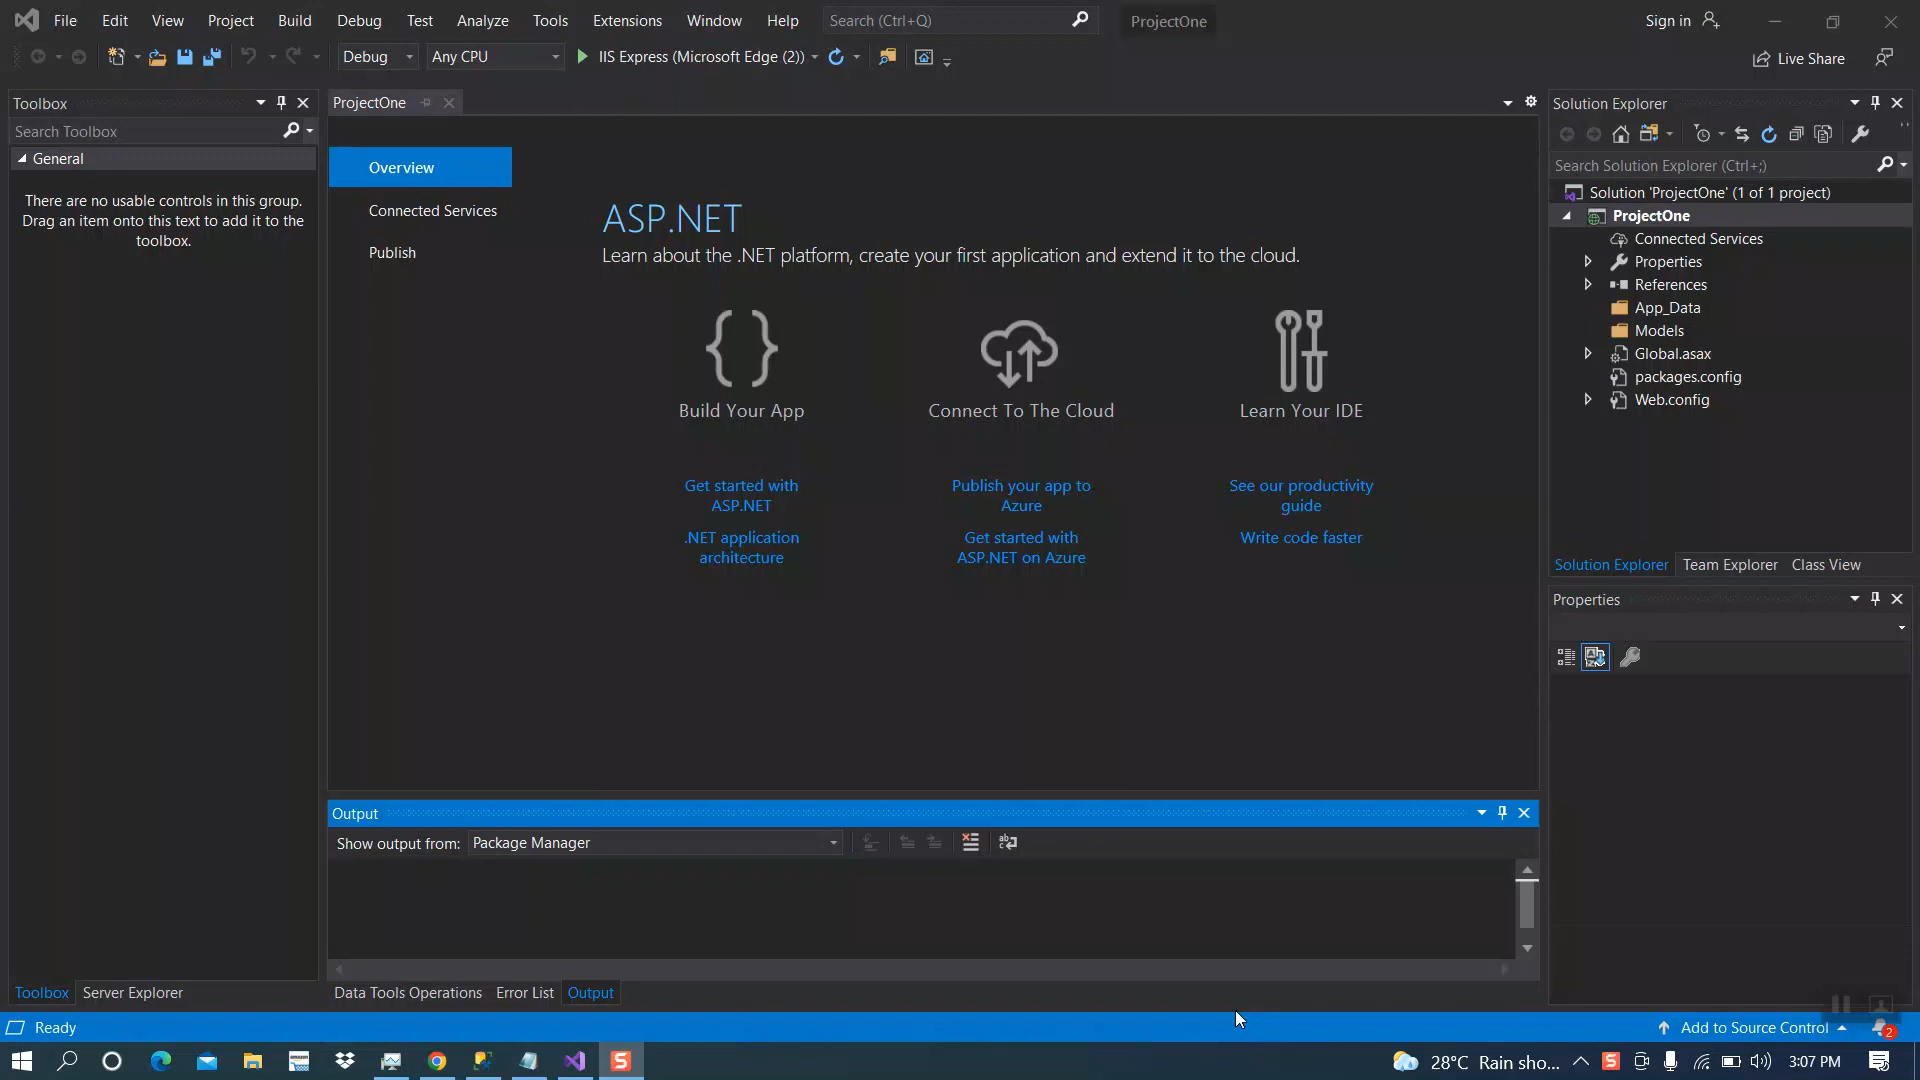 File Edit View Project Build Debug Test Analyze Tools Extensions Window Help Search (Ctrl+Q) ProjectOne Sign in
Debug Any CPU IIS Express (Microsoft Edge (2)) Live Share
Toolbox
Search Toolbox
General
There are no usable controls in this group.
Drag an item onto this text to add it to the
toolbox.
ProjectOne
Overview
Connected Services
Publish
ASP.NET
Learn about the .NET platform, create your first application and extend it to the cloud.
Build Your App
Get started with
ASP.NET
.NET application
architecture
Connect To The Cloud
Publish your app to
Azure
Get started with
ASP.NET on Azure
Learn Your IDE
See our productivity
guide
Write code faster
Solution Explorer
Search Solution Explorer (Ctrl+;)
Solution 'ProjectOne' (1 of 1 project)
ProjectOne
Connected Services
Properties
References
App_Data
Models
Global.asax
packages.config
Web.config
Solution Explorer Team Explorer Class View
Properties
Output
Show output from: Package Manager
Toolbox Server Explorer
Data Tools Operations Error List Output
Ready
Add to Source Control 2
28°C Rain sho... 3:07 PM